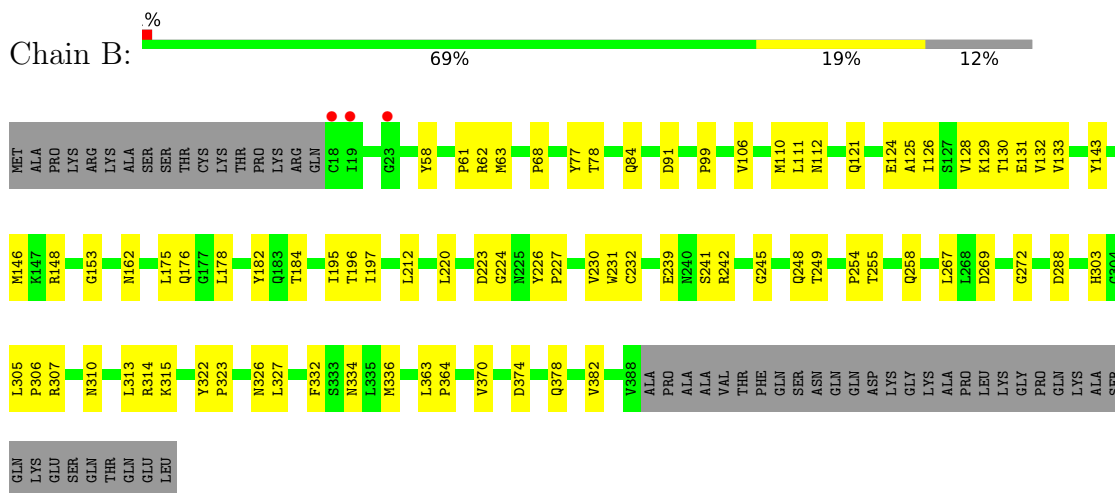 %
Chain B:
69% 19% 12%
MET ALA PRO LYS ARG LYS ALA SER SER THR CYS LYS THR PRO LYS ARG GLN C18 I19 G23 Y58 P61 R62 M63 P68 Y77 T78 Q84 D91 P99 V106 M110 L111 N112 Q121 E124 A125 I126 S127 V128 K129 T130 E131 V132 V133 Y143
M146 K147 R148 G153 N162 L175 Q176 G177 L178 Y182 Q183 T184 I195 T196 I197 L212 L220 D223 G224 N225 Y226 P227 V230 W231 C232 E239 N240 S241 R242 G245 Q248 T249 P254 T255 Q258 L267 L268 D269 G272 D288 H303 G304
L305 P306 R307 N310 L313 R314 K315 Y322 P323 N326 L327 F332 S333 N334 L335 M336 L363 P364 V370 D374 Q378 V382 V388 ALA PRO ALA ALA VAL THR PHE GLN SER ASN GLN GLN ASP LYS GLY LYS ALA PRO LEU LYS GLY PRO GLN LYS ALA SER
GLN LYS GLU SER GLN THR GLN GLU LEU